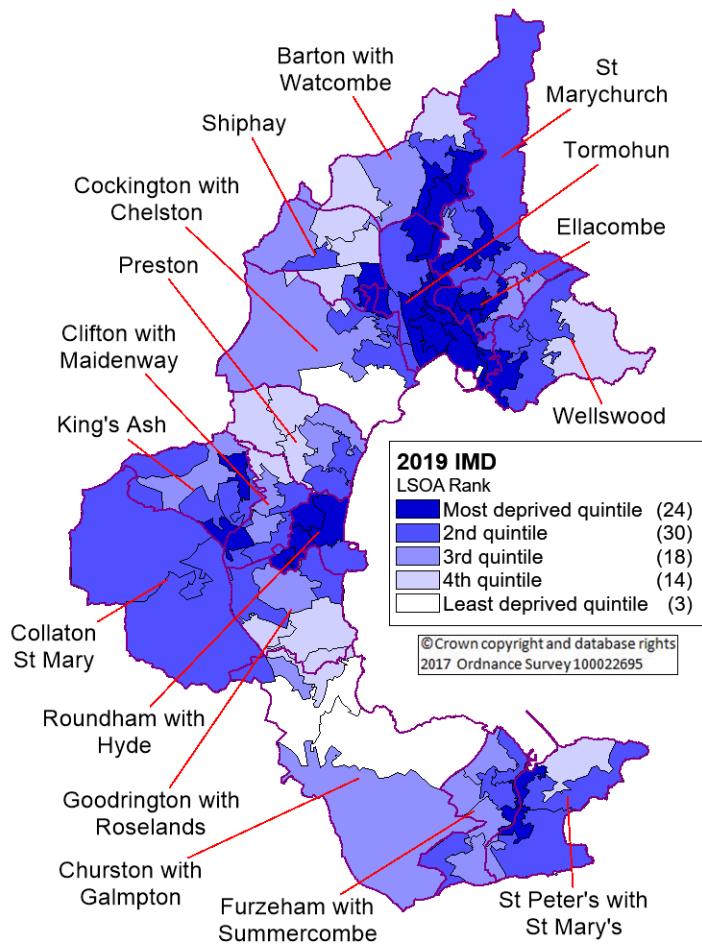 Barton with
Watcombe
St
Marychurch
Shiphay
Tormohun
Cockington with
Chelston
Ellacombe
Preston
Clifton with
Maidenway
King's Ash
Wellswood
2019 IMD
LSOA Rank
Most deprived quintile (24)
2nd quintile (30)
3rd quintile (18)
4th quintile (14)
Least deprived quintile (3)
©Crown copyright and database rights
2017 Ordnance Survey 100022695
Collaton
St Mary
Roundham with
Hyde
Goodrington with
Roselands
Churston with
Galmpton
Furzeham with
Summercombe
St Peter's with
St Mary's